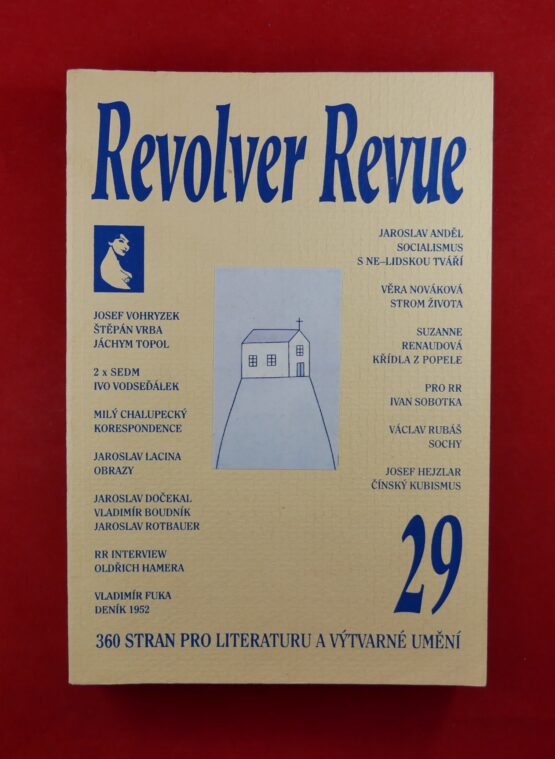 Revolver Revue
JOSEF VOHRYZEK
ŠTĚPÁN VRBA
JÁCHYM TOPOL
2 x SEDM
IVO VODSEĎÁLEK
MILÝ CHALUPECKÝ
KORESPONDENCE
JAROSLAV LACINA
OBRAZY
JAROSLAV DOČEKAL
VLADIMÍR BOUDNÍK
JAROSLAV ROTBAUER
RR INTERVIEW
OLDŘICH HAMERA
VLADIMÍR FUKA
DENÍK 1952
JAROSLAV ANDĚL
SOCIALISMUS
S NE–LIDSKOU TVÁŘÍ
VĚRA NOVÁKOVÁ
STROM ŽIVOTA
SUZANNE
RENAUDOVÁ
KŘÍDLA Z POPELE
PRO RR
IVAN SOBOTKA
VÁCLAV RUBÁŠ
SOCHY
JOSEF HEJZLAR
ČÍNSKÝ KUBISMUS
29
360 STRAN PRO LITERATURU A VÝTVARNÉ UMĚNÍ